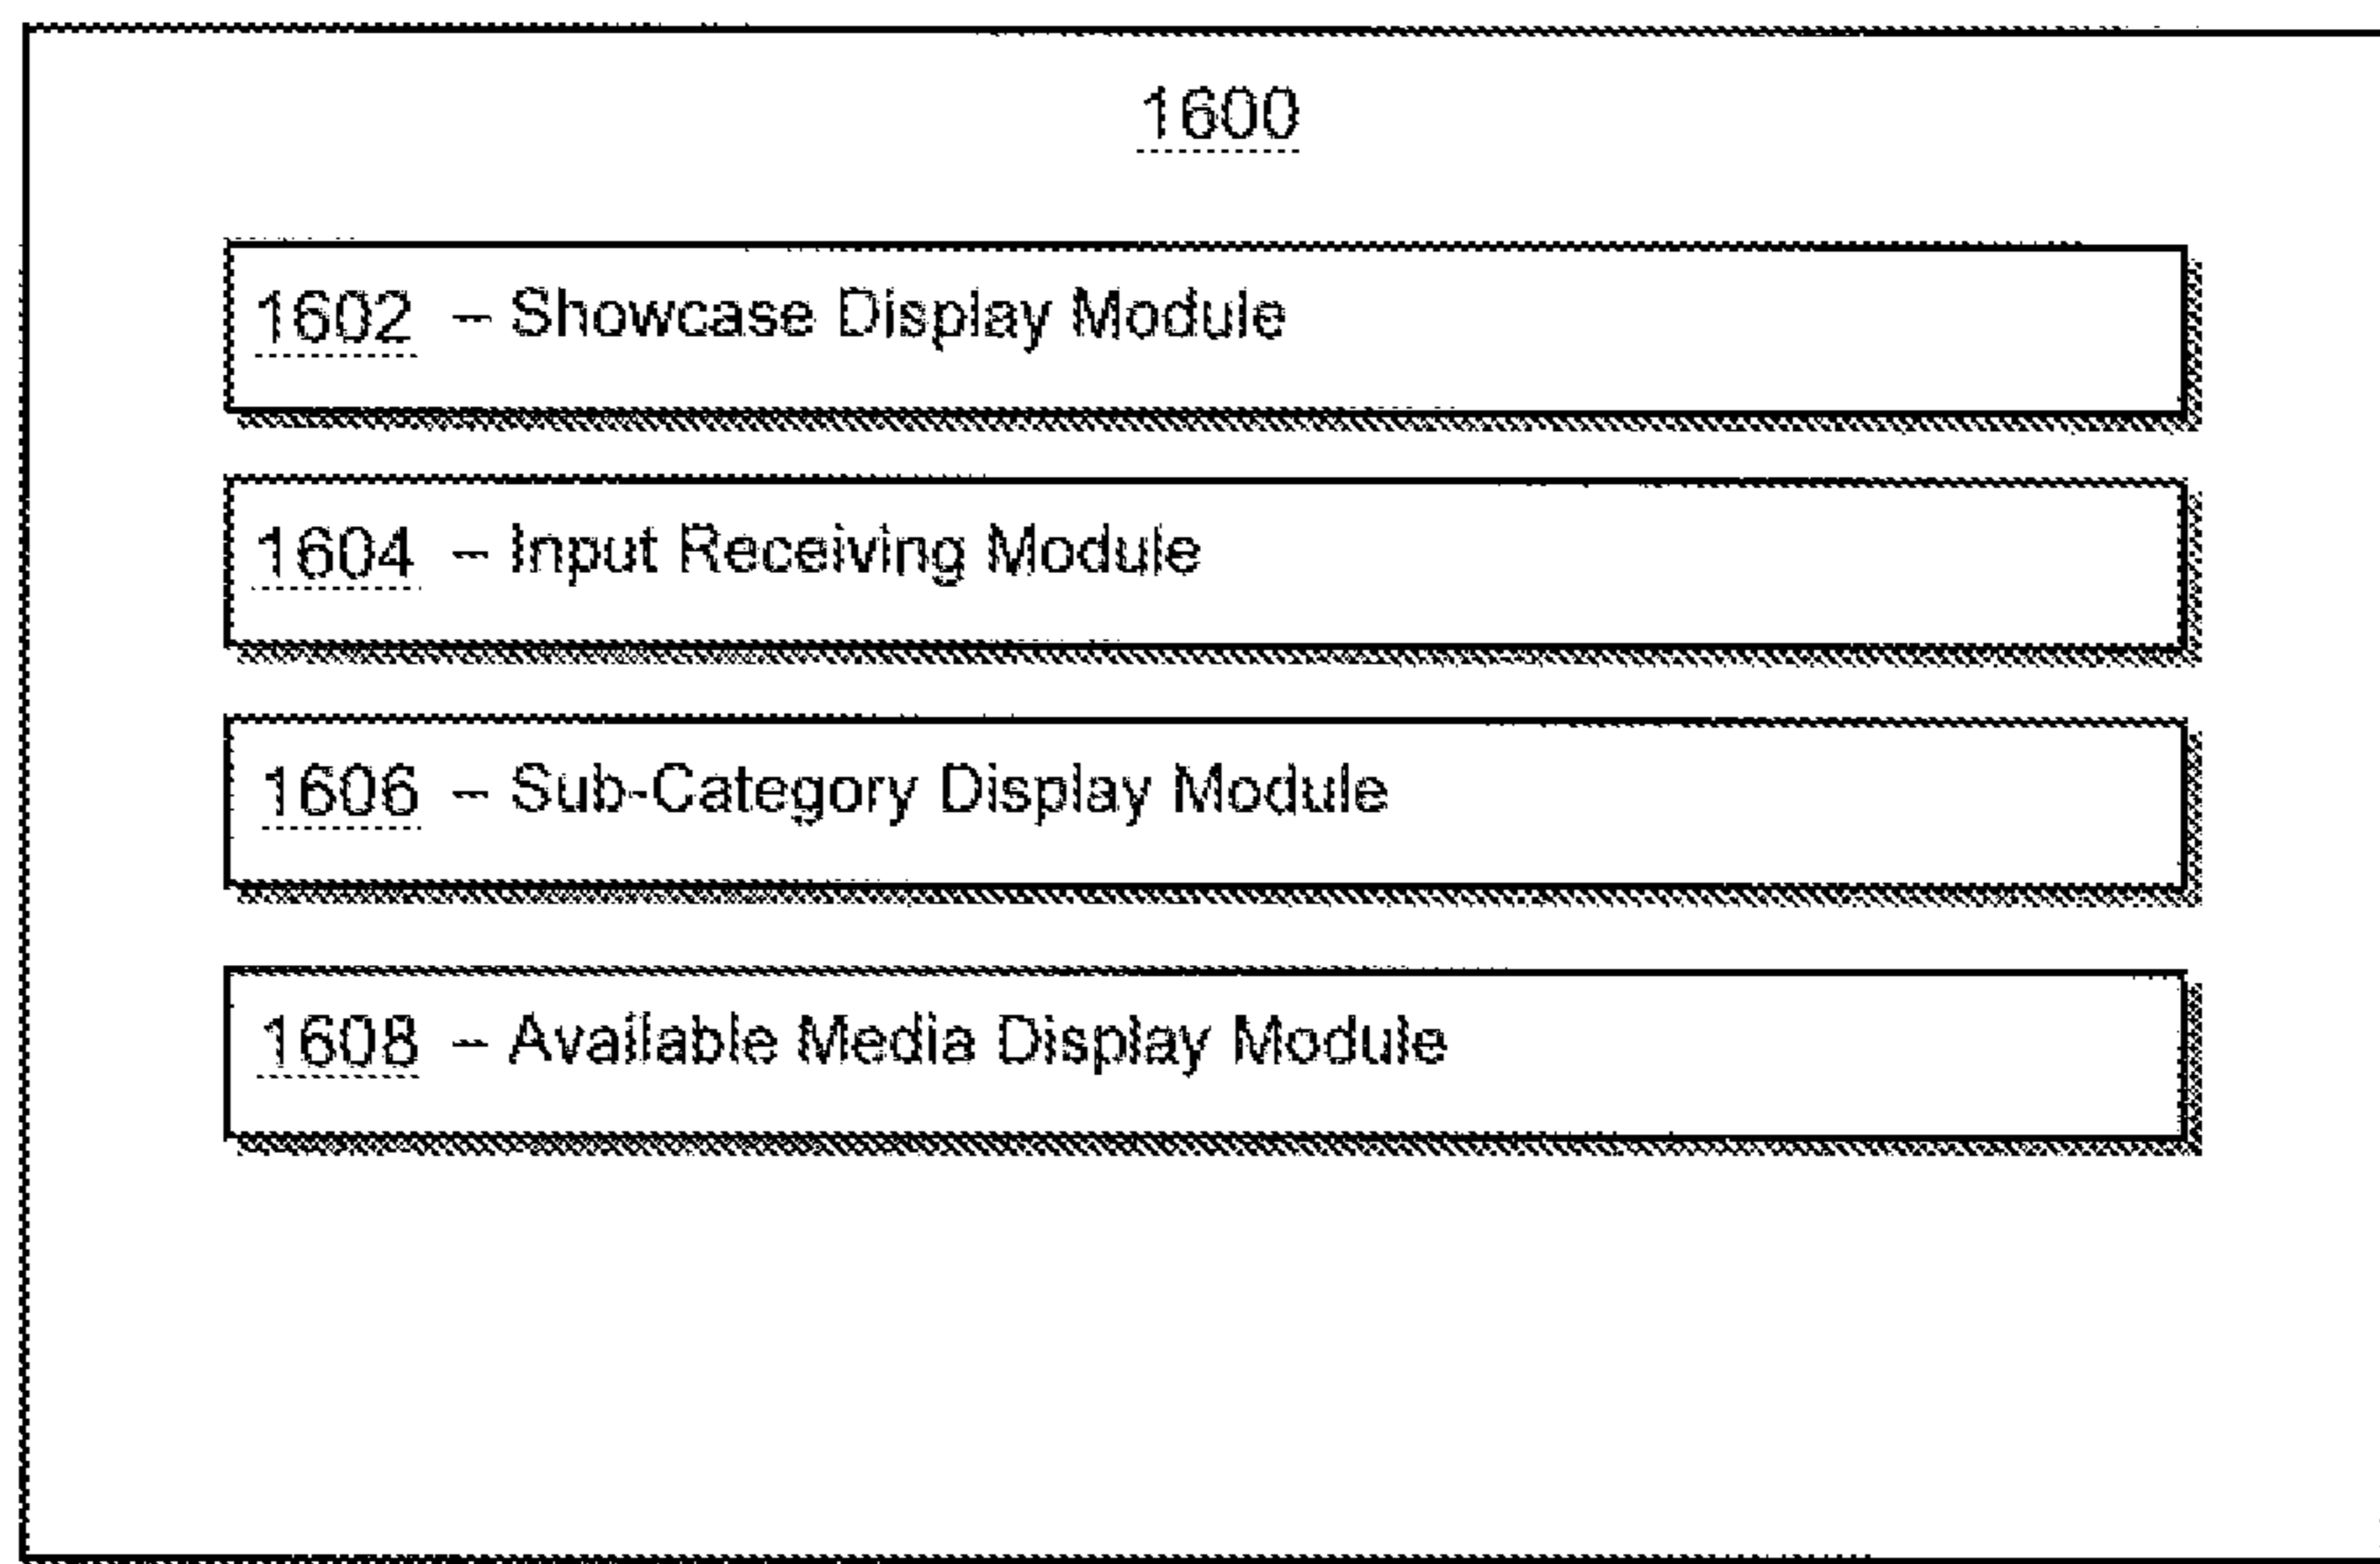 1600
1602 – Showcase Display Module
1604 – Input Receiving Module
1606 – Sub-Category Display Module
1608 – Available Media Display Module